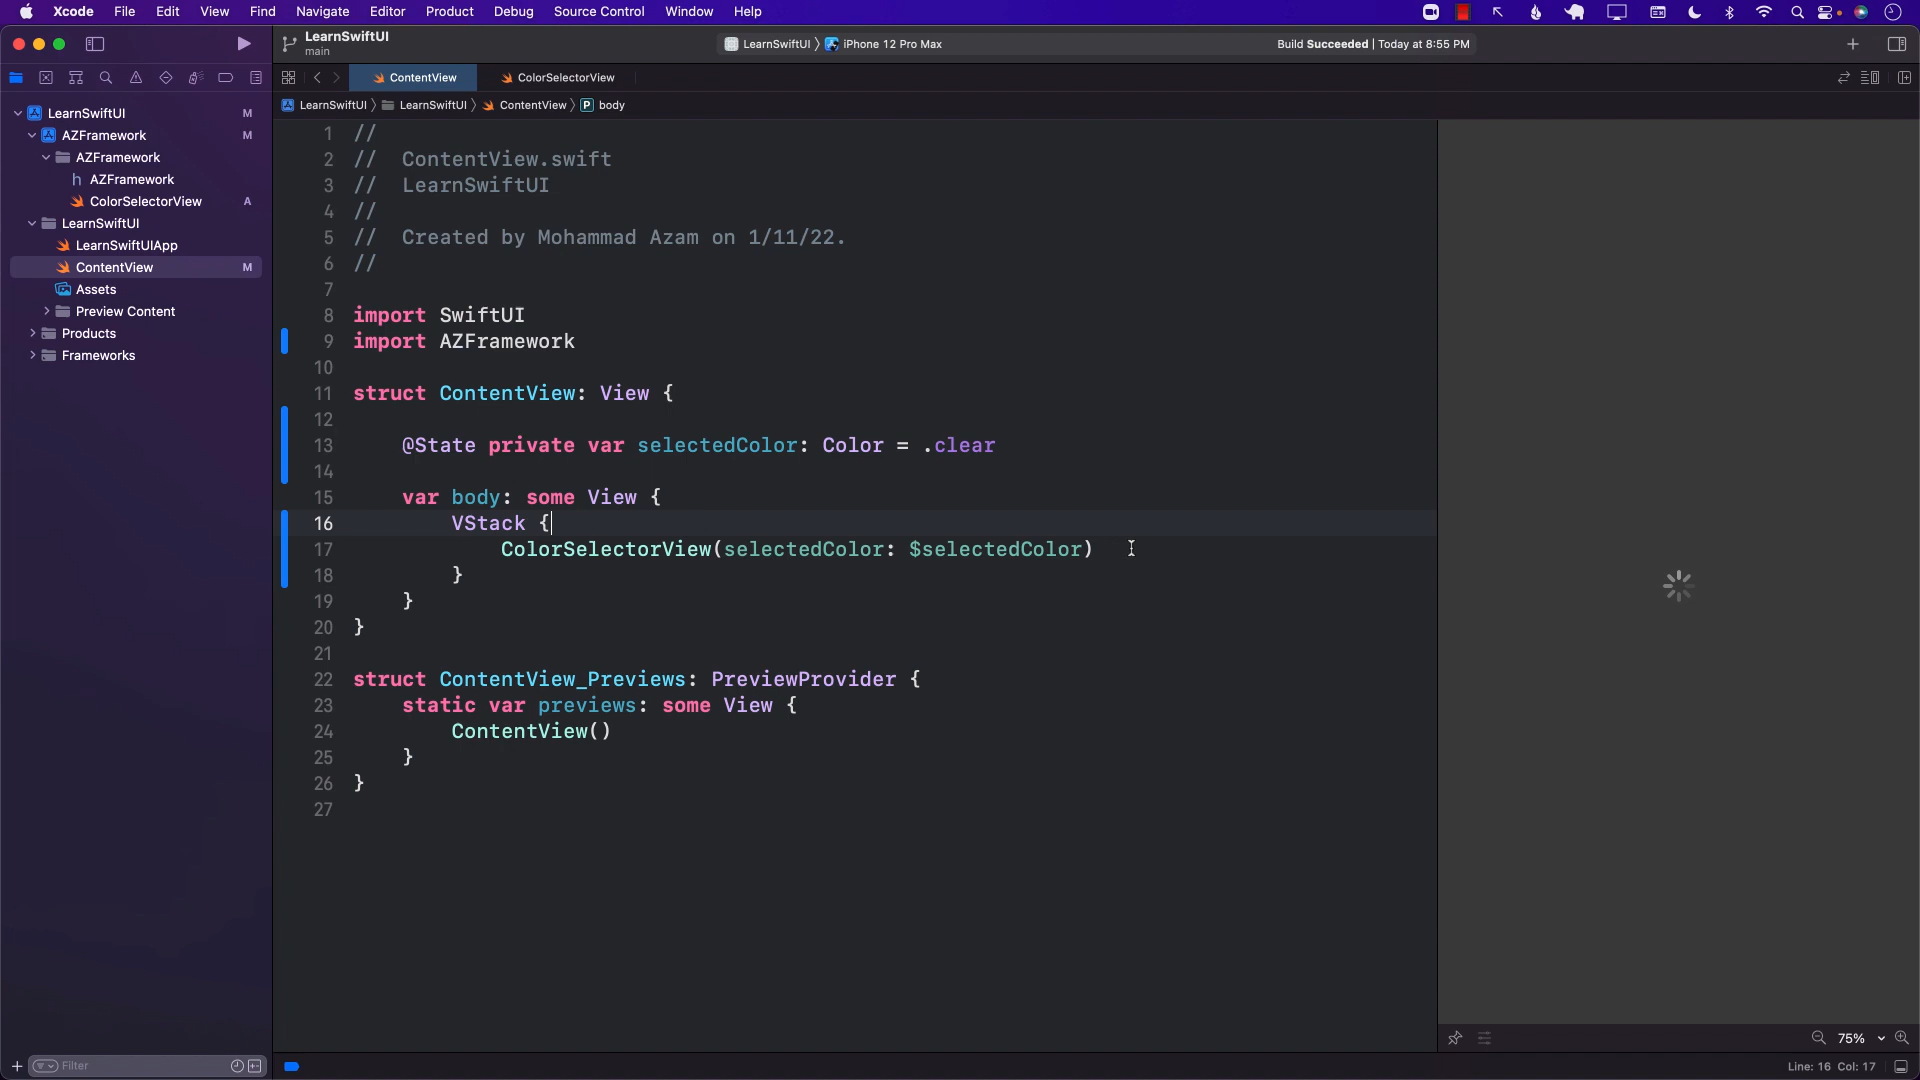 Xcode File Edit View Find Navigate Editor Product Debug Source Control Window Help
LearnSwiftUI
main
LearnSwiftUI iPhone 12 Pro Max
Build Succeeded | Today at 8:55 PM
ContentView
ColorSelectorView
LearnSwiftUI LearnSwiftUI ContentView P body
LearnSwiftUI M
AZFramework M
AZFramework
h AZFramework
ColorSelectorView A
LearnSwiftUI
LearnSwiftUIApp
ContentView M
Assets
Preview Content
Products
Frameworks
1 //
2 //  ContentView.swift
3 //  LearnSwiftUI
4 //
5 //  Created by Mohammad Azam on 1/11/22.
6 //
7
8 import SwiftUI
9 import AZFramework
10
11 struct ContentView: View {
12
13     @State private var selectedColor: Color = .clear
14
15     var body: some View {
16         VStack {
17             ColorSelectorView(selectedColor: $selectedColor)
18         }
19     }
20 }
21
22 struct ContentView_Previews: PreviewProvider {
23     static var previews: some View {
24         ContentView()
25     }
26 }
27
75%
Filter
Line: 16 Col: 17